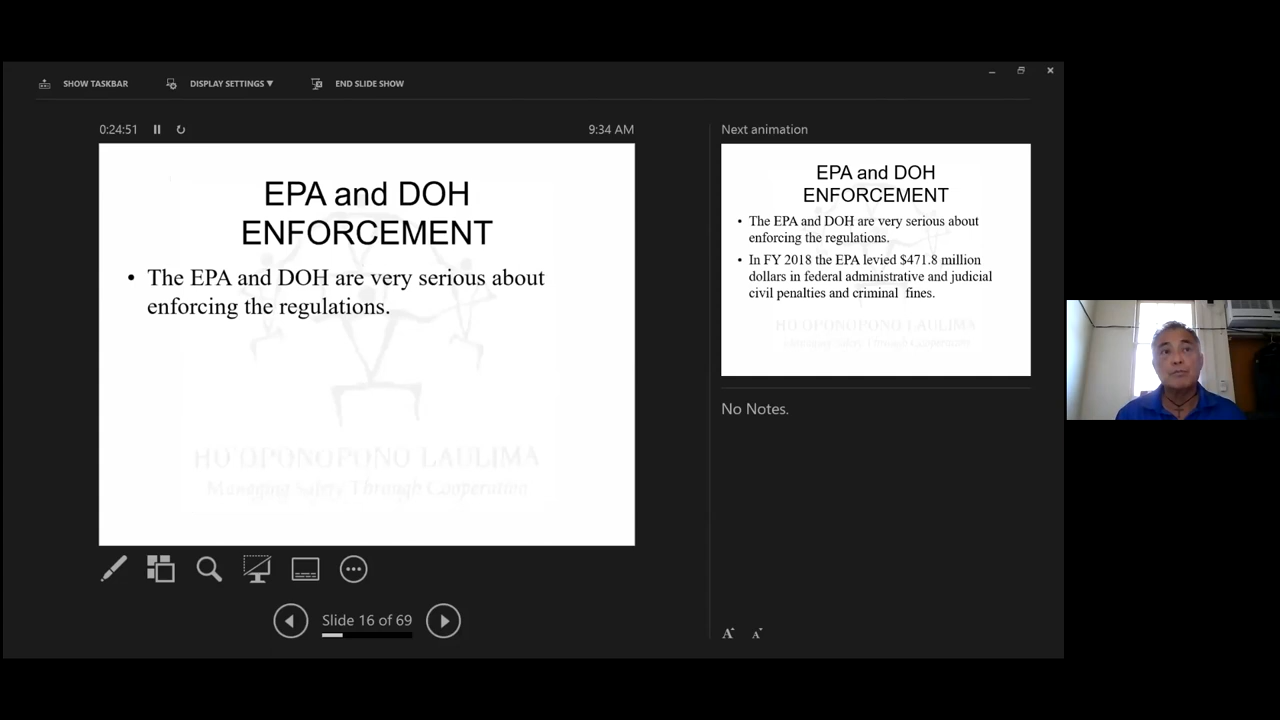 SHOW TASKBAR
DISPLAY SETTINGS ▼
END SLIDE SHOW
0:24:51
9:34 AM
EPA and DOH
ENFORCEMENT
• The EPA and DOH are very serious about
enforcing the regulations.
HO'OPONOPONO LAULIMA
Managing Safety Through Cooperation
Slide 16 of 69
Next animation
EPA and DOH
ENFORCEMENT
• The EPA and DOH are very serious about
enforcing the regulations.
• In FY 2018 the EPA levied $471.8 million
dollars in federal administrative and judicial
civil penalties and criminal fines.
HO'OPONOPONO LAULIMA
Managing Safety Through Cooperation
No Notes.
A A